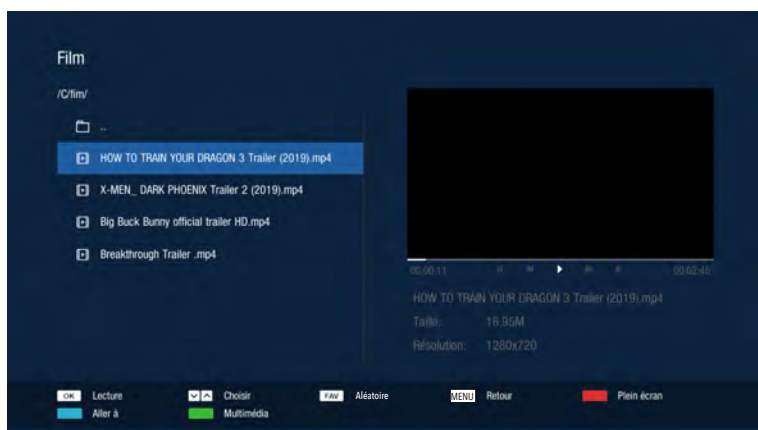 Film
/C/fim/
..
HOW TO TRAIN YOUR DRAGON 3 Trailer (2019).mp4
X-MEN_ DARK PHOENIX Trailer 2 (2019).mp4
Big Buck Bunny official trailer HD.mp4
Breakthrough Trailer .mp4
00:00:11 00:02:46
HOW TO TRAIN YOUR DRAGON 3 Trailer (2019).mp4
Taille: 16.95M
Résolution: 1280x720
OK Lecture Choisir FAV Aléatoire MENU Retour Plein écran
Aller à Multimédia